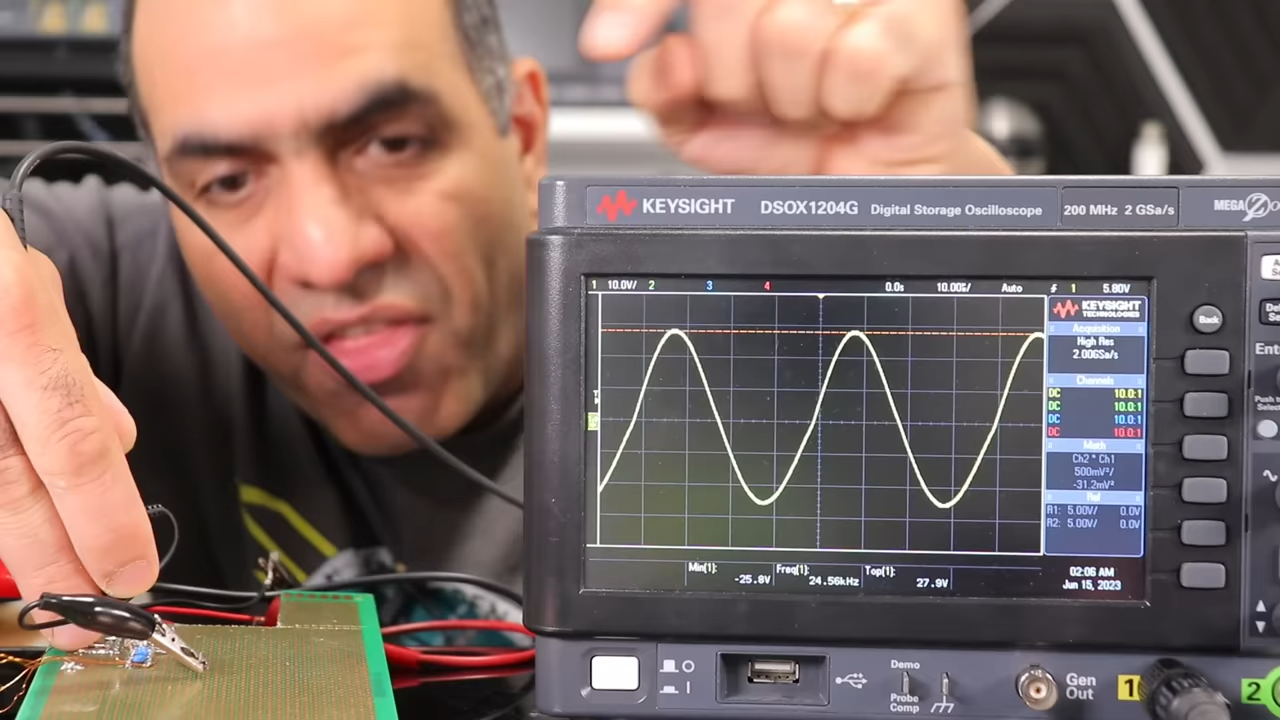 KEYSIGHT DSOX1204G Digital Storage Oscilloscope 200 MHz 2 GSa/s MEGA Z
1 10.0V/ 2 3 4 0.0s 10.00s/ Auto 1 5.80V
KEYSIGHT
TECHNOLOGIES
Acquisition
High Res
2.00GSa/s
Channels
DC 10.0:1
DC 10.0:1
DC 10.0:1
DC 10.0:1
Math
Ch2 * Ch1
500mV²/
-31.2mV²
Ref
R1: 5.00V/ 0.0V
R2: 5.00V/ 0.0V
Min(1): -25.8V
Freq(1): 24.56kHz
Top(1): 27.9V
02:06 AM
Jun 15, 2023
Back
Push to
Demo
Probe
Comp
Gen
Out
1
2